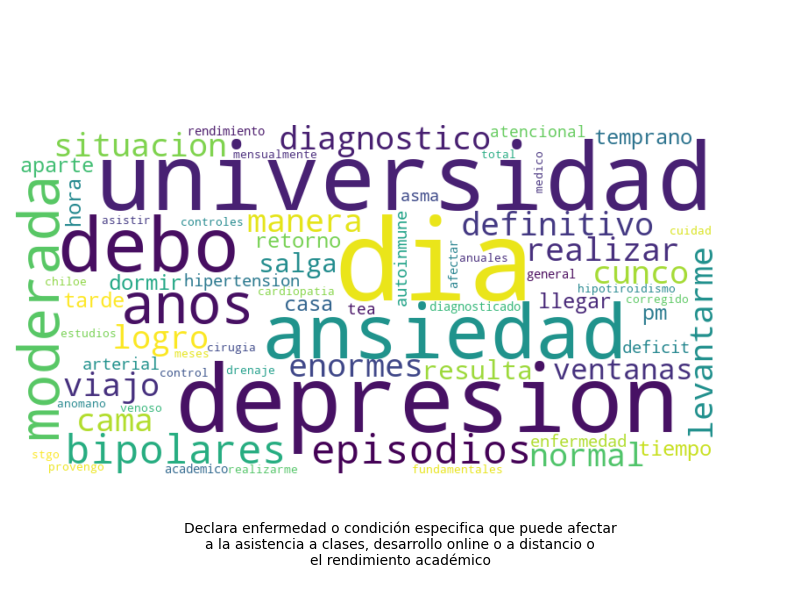 rendimiento
situacion diagnostico atencional temprano
mensualmente total
aparte universidad medico
hora asma
asistir controles manera definitivo cuidad
debo retorno dia autoinmune afectar realizar
moderada salga anuales cunco levantarme
chiloe dormir hipertension general hipotiroidismo
tarde anos cardiopatia llegar corregido
casa tea diagnosticado pm
estudios logro ansiedad deficit
meses cirugia
arterial control drenaje enormes resulta ventanas
viajo depresion
anomano venoso
cama
bipolares episodios enfermedad normal tiempo
stgo
provengo academico realizarme fundamentales
Declara enfermedad o condición especifica que puede afectar
a la asistencia a clases, desarrollo online o a distancio o
el rendimiento académico